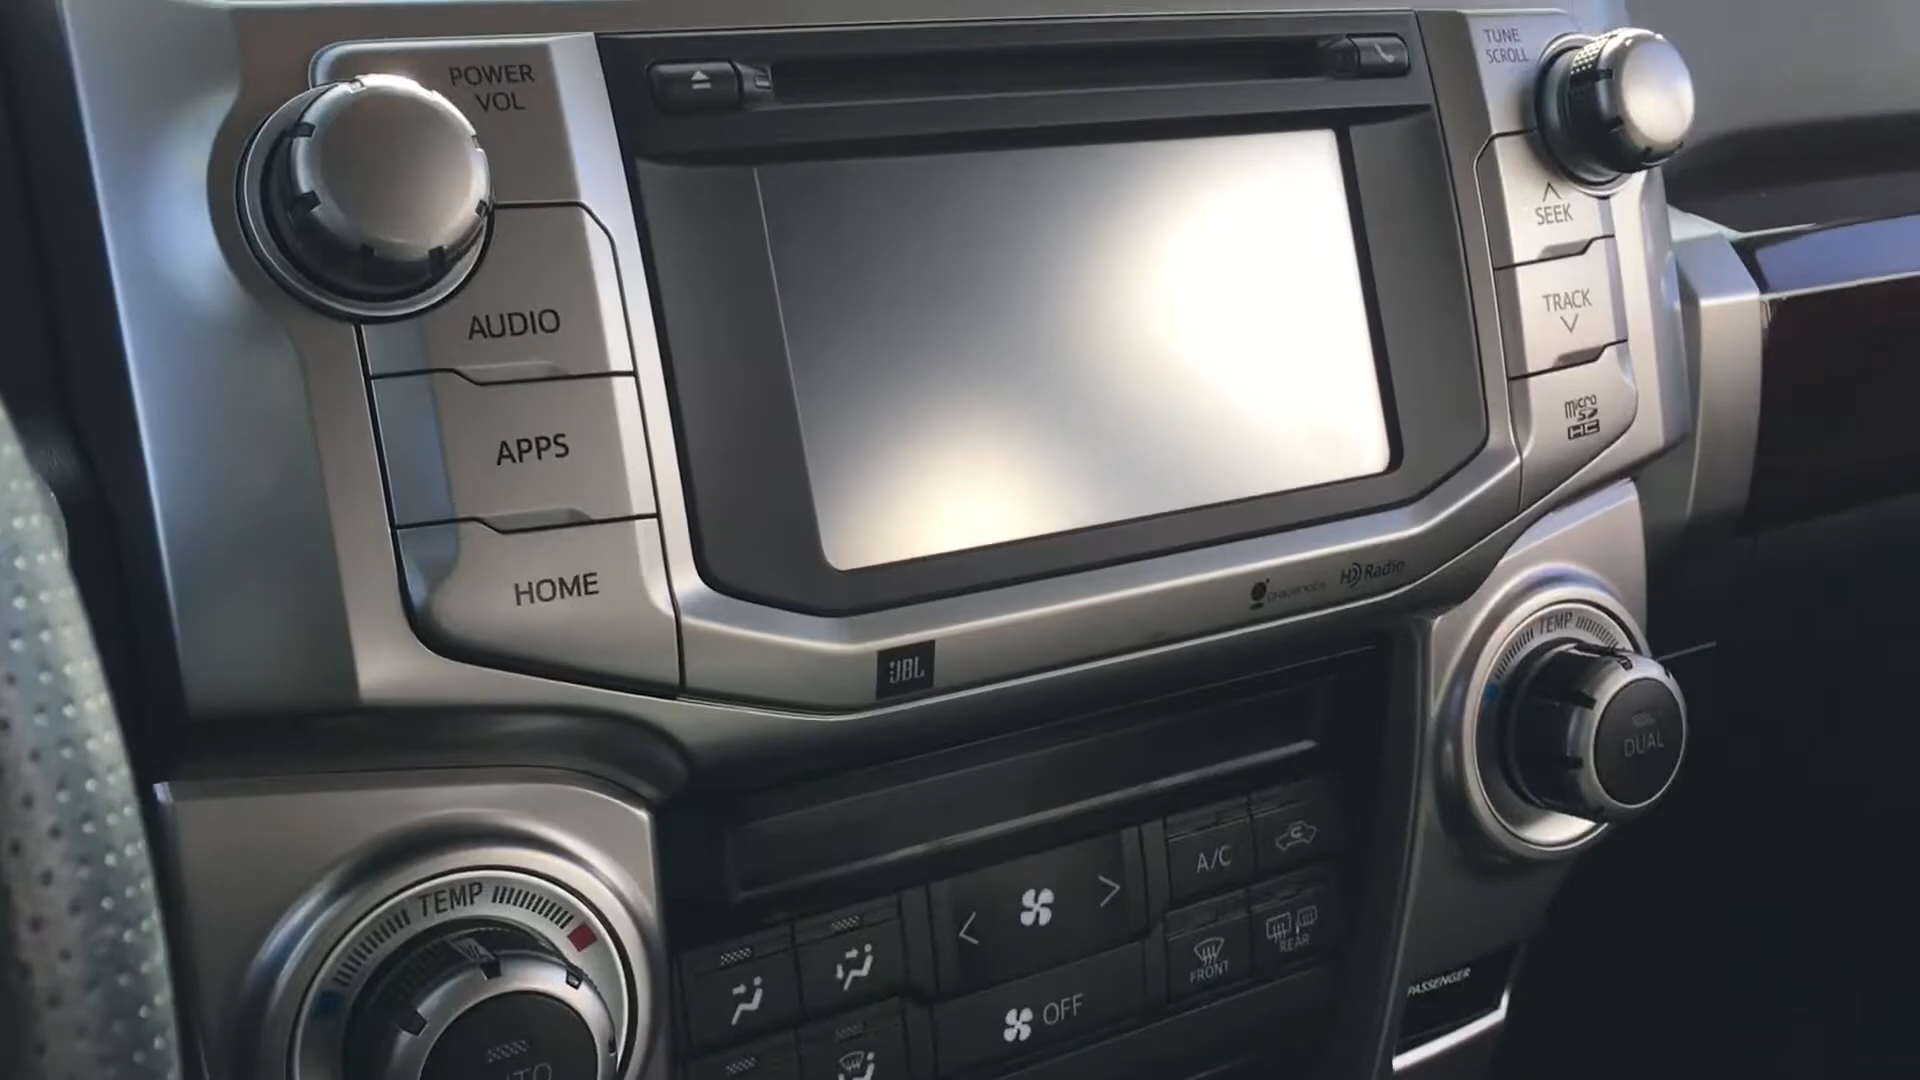 POWER
VOL
TUNE
SCROLL
SEEK
AUDIO
TRACK
APPS
micro
SD
HC
HOME
gracenote
HD Radio
JBL
TEMP
DUAL
TEMP
A/C
FRONT
REAR
PASSENGER
OFF